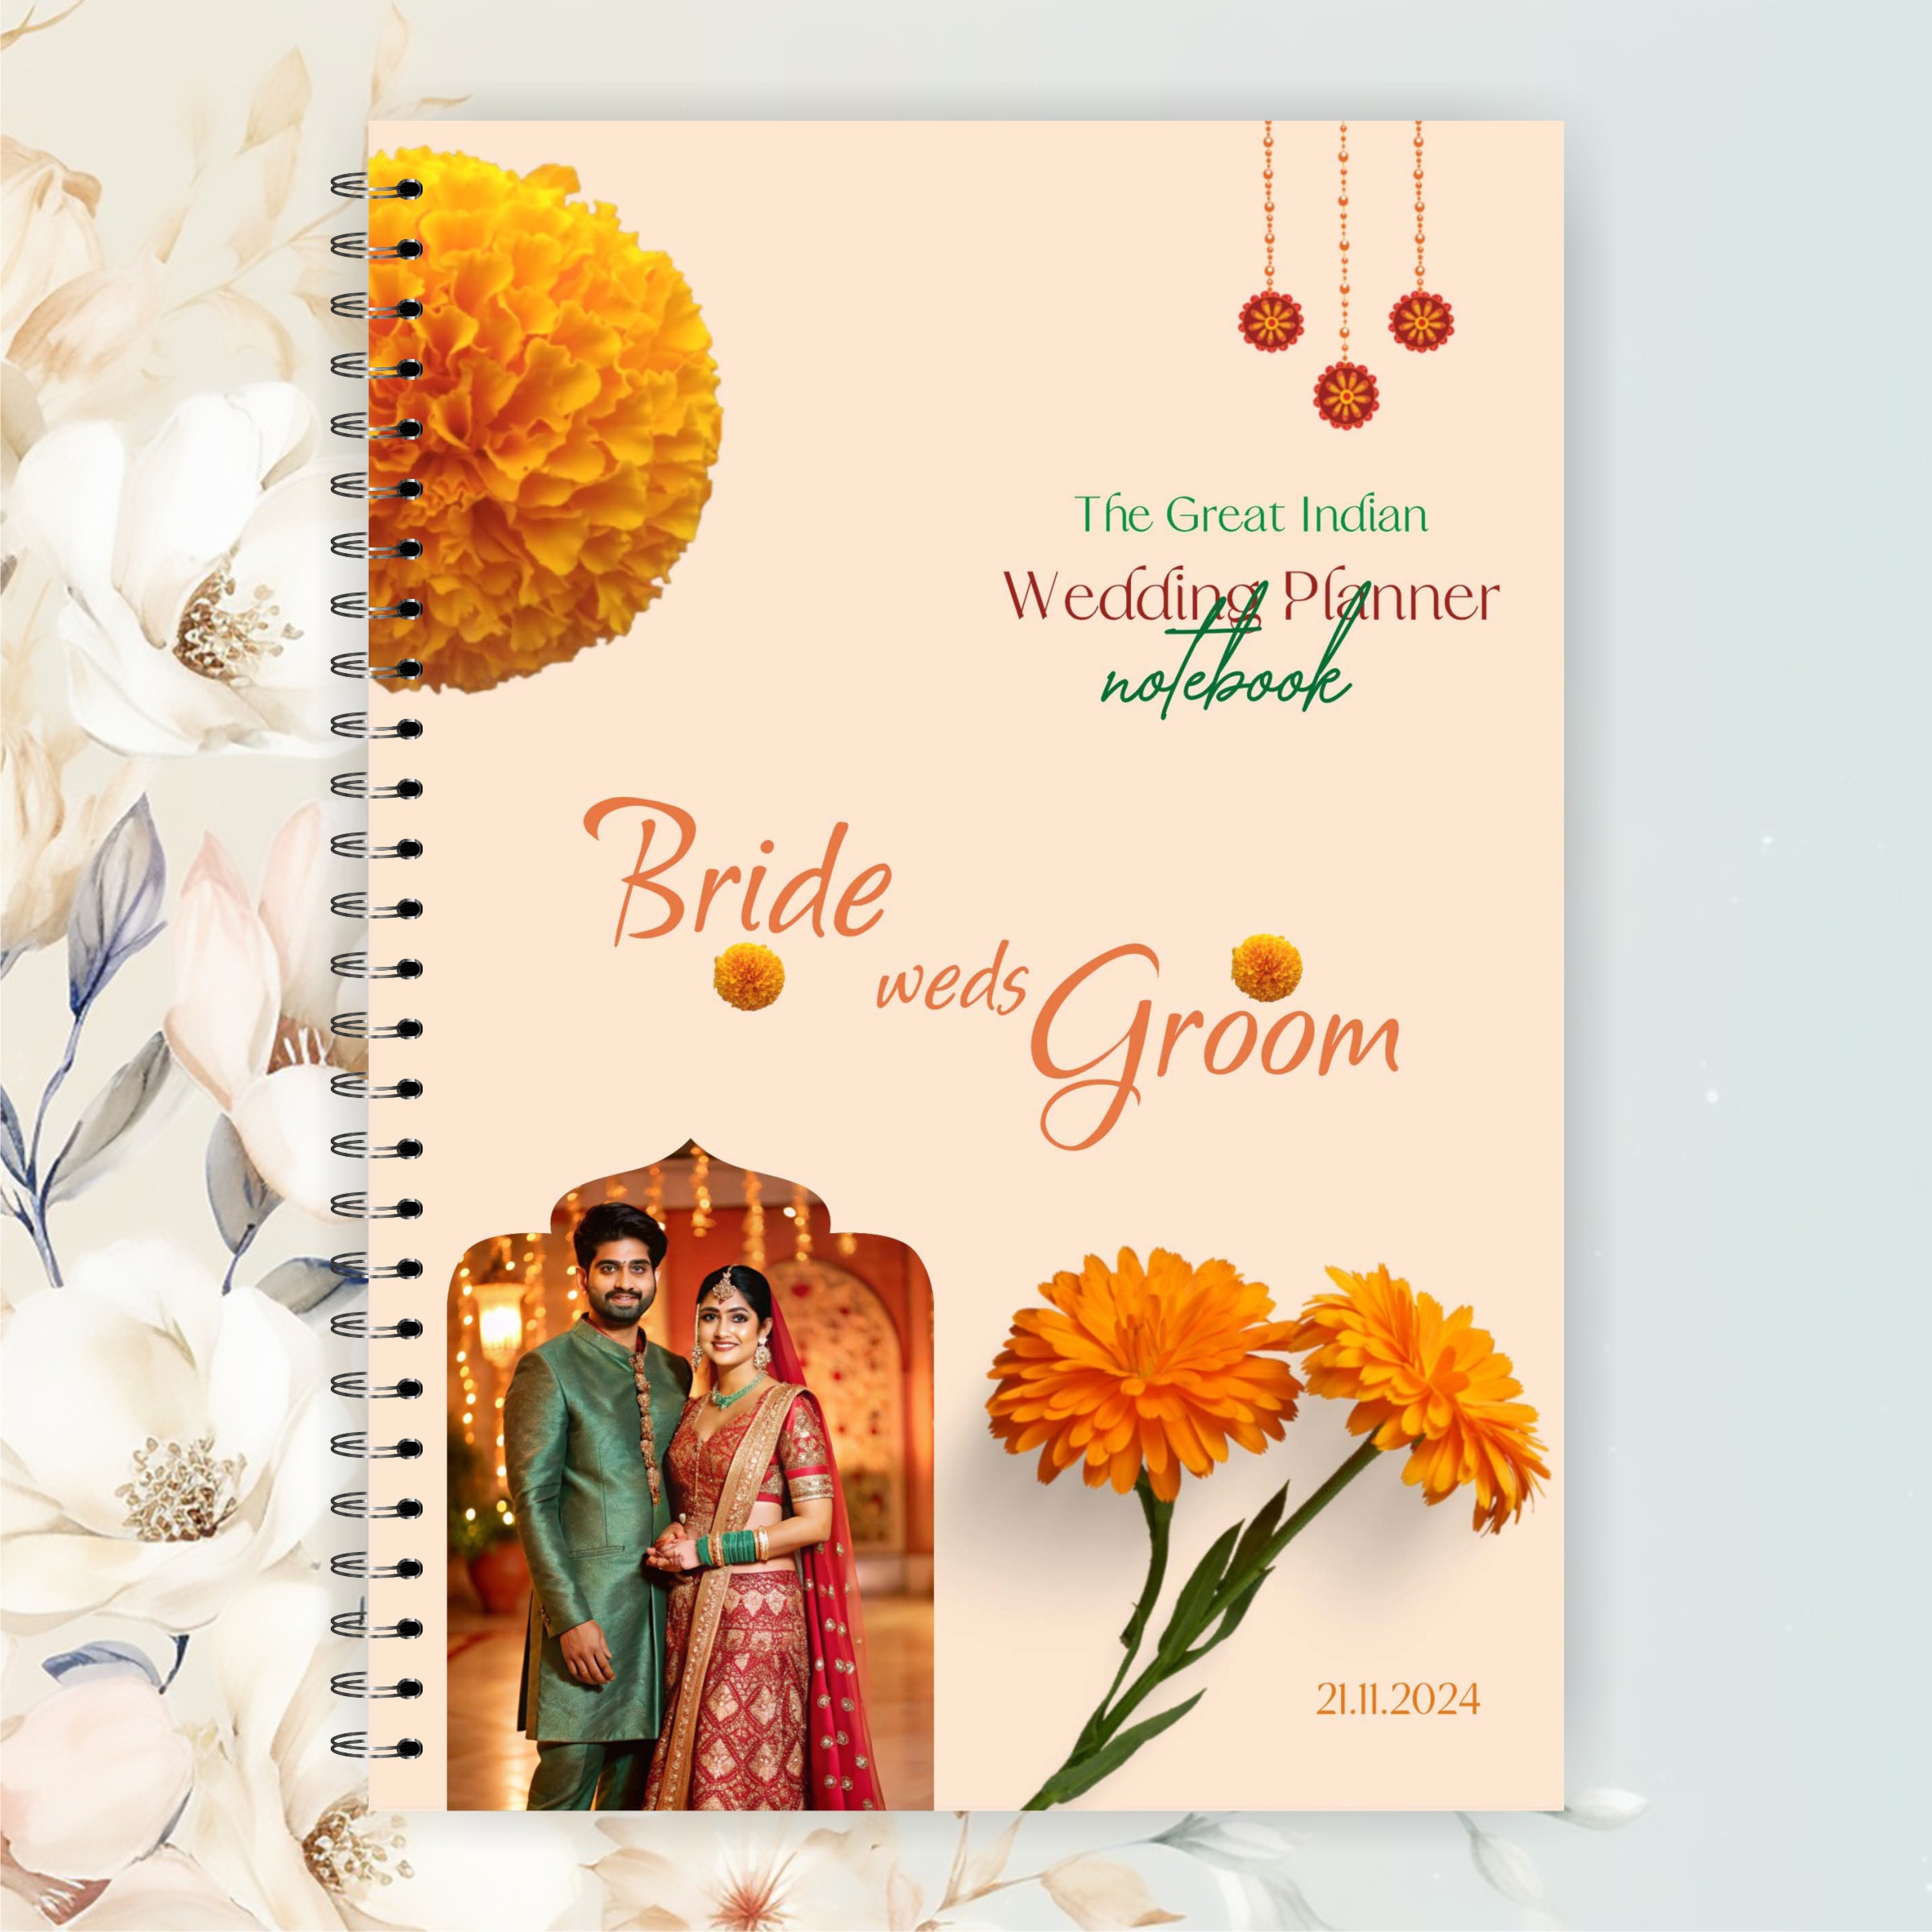 The Great Indian
Wedding Planner
notebook
Bride
weds
Groom
21.11.2024